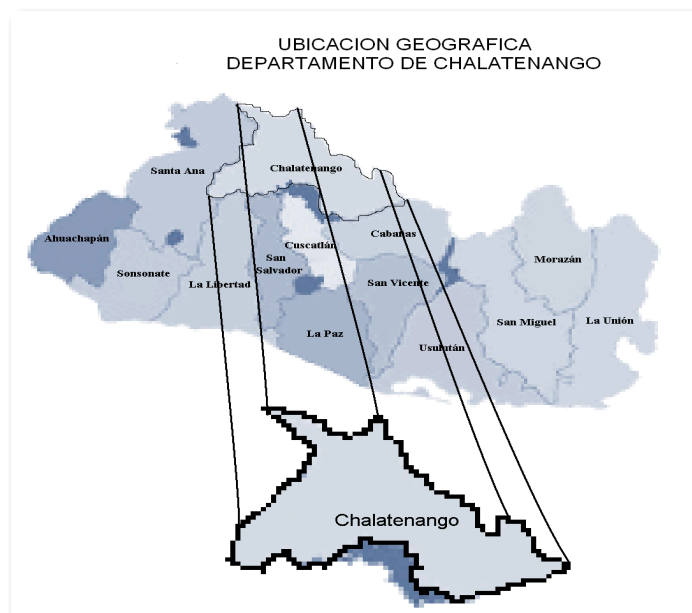 UBICACION GEOGRAFICA
DEPARTAMENTO DE CHALATENANGO
Santa Ana
Chalatenango
Ahuachapán
Sonsonate
La Libertad
San
Salvador
Cuscatlán
Cabañas
San Vicente
La Paz
Usulután
San Miguel
Morazán
La Unión
Chalatenango